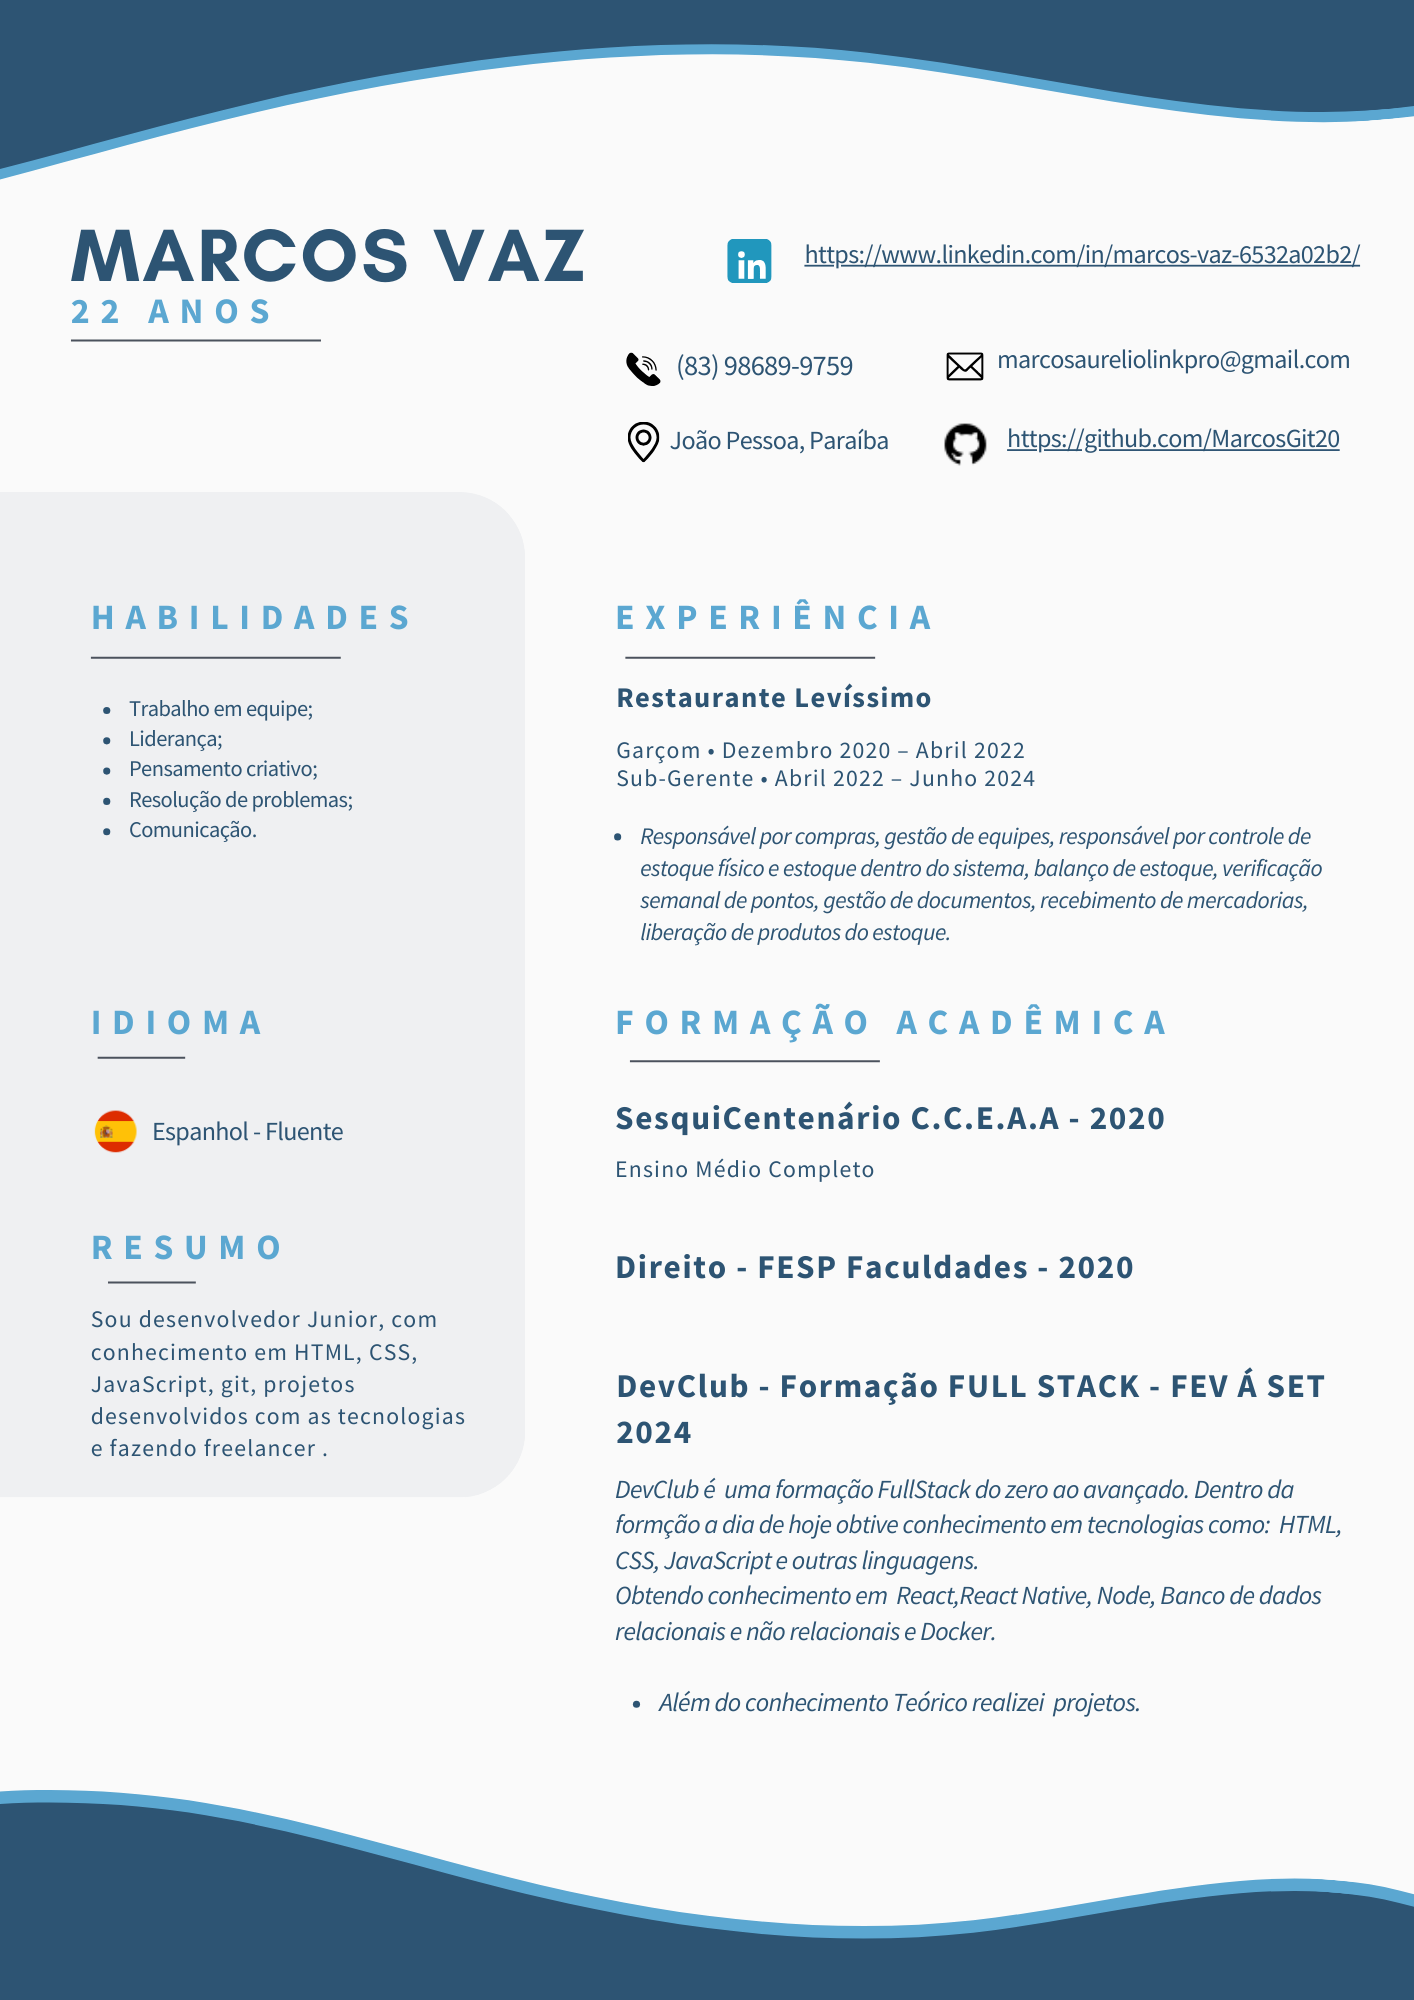 MARCOS VAZ
22 ANOS
in
https://www.linkedin.com/in/marcos-vaz-6532a02b2/
(83) 98689-9759
marcosaureliolinkpro@gmail.com
João Pessoa, Paraíba
https://github.com/MarcosGit20
HABILIDADES
• Trabalho em equipe;
• Liderança;
• Pensamento criativo;
• Resolução de problemas;
• Comunicação.
IDIOMA
Espanhol - Fluente
RESUMO
Sou desenvolvedor Junior, com
conhecimento em HTML, CSS,
JavaScript, git, projetos
desenvolvidos com as tecnologias
e fazendo freelancer .
EXPERIÊNCIA
Restaurante Levíssimo
Garçom • Dezembro 2020 – Abril 2022
Sub-Gerente • Abril 2022 – Junho 2024
• Responsável por compras, gestão de equipes, responsável por controle de
estoque físico e estoque dentro do sistema, balanço de estoque, verificação
semanal de pontos, gestão de documentos, recebimento de mercadorias,
liberação de produtos do estoque.
FORMAÇÃO ACADÊMICA
SesquiCentenário C.C.E.A.A - 2020
Ensino Médio Completo
Direito - FESP Faculdades - 2020
DevClub - Formação FULL STACK - FEV Á SET
2024
DevClub é uma formação FullStack do zero ao avançado. Dentro da
formção a dia de hoje obtive conhecimento em tecnologias como: HTML,
CSS, JavaScript e outras linguagens.
Obtendo conhecimento em React,React Native, Node, Banco de dados
relacionais e não relacionais e Docker.
• Além do conhecimento Teórico realizei projetos.